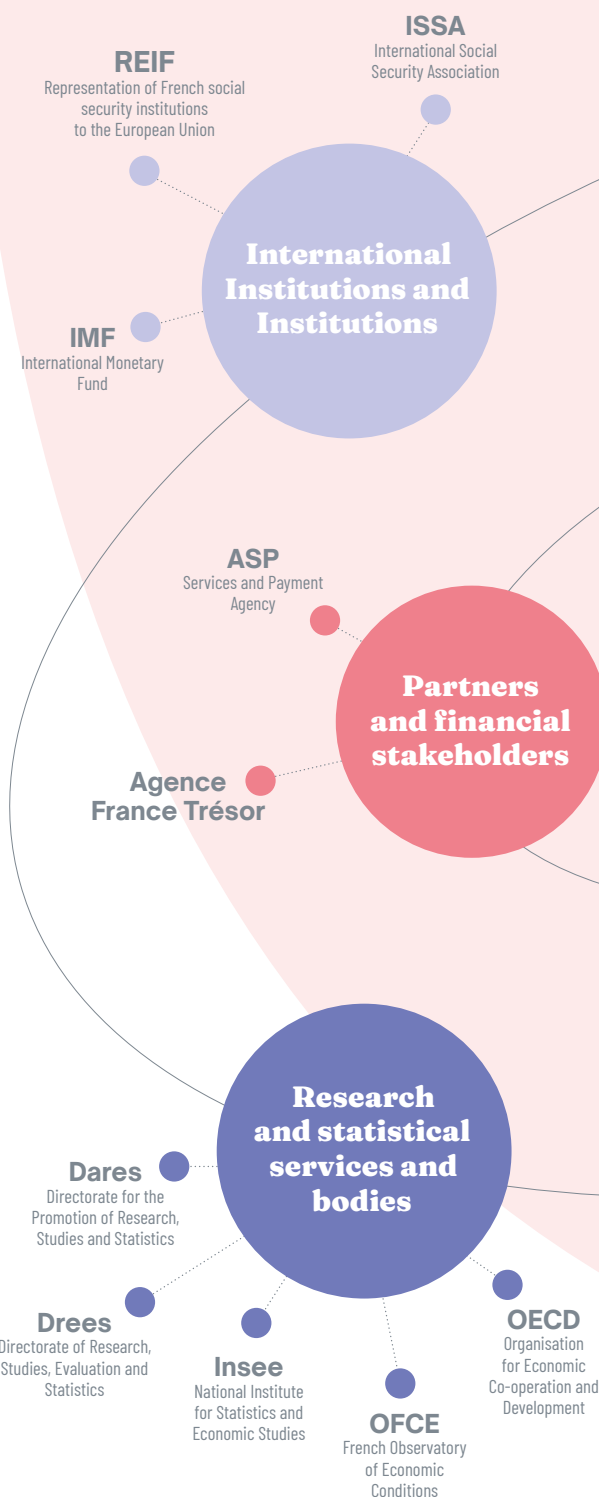 ISSA
International Social
Security Association
REIF
Representation of French social
security institutions
to the European Union
International
Institutions and
Institutions
IMF
International Monetary
Fund
ASP
Services and Payment
Agency
Partners
and financial
stakeholders
Agence
France Trésor
Research
and statistical
services and
bodies
Dares
Directorate for the
Promotion of Research,
Studies and Statistics
Drees
Directorate of Research,
Studies, Evaluation and
Statistics
Insee
National Institute
for Statistics and
Economic Studies
OFCE
French Observatory
of Economic
Conditions
OECD
Organisation
for Economic
Co-operation and
Development